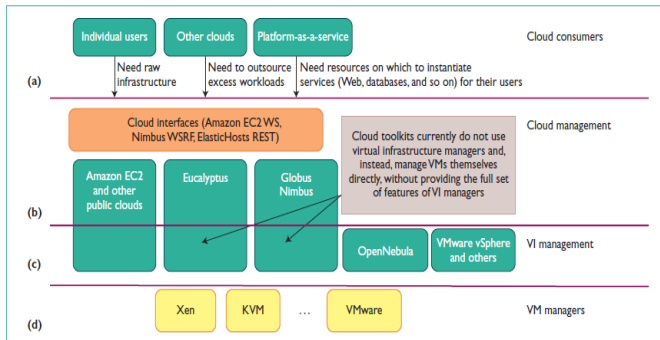 Individual users
Other clouds
Platform-as-a-service
Cloud consumers
(a)
Need raw
infrastructure
Need to outsource
excess workloads
Need resources on which to instantiate
services (Web, databases, and so on) for their users
Cloud interfaces (Amazon EC2 WS,
Nimbus WSRF, ElasticHosts REST)
Cloud toolkits currently do not use
virtual infrastructure managers and,
instead, manage VMs themselves
directly, without providing the full set
of features of VI managers
Cloud management
Amazon EC2
and other
public clouds
Eucalyptus
Globus
Nimbus
(b)
(c)
OpenNebula
VMware vSphere
and others
VI management
(d)
Xen
KVM
...
VMware
VM managers